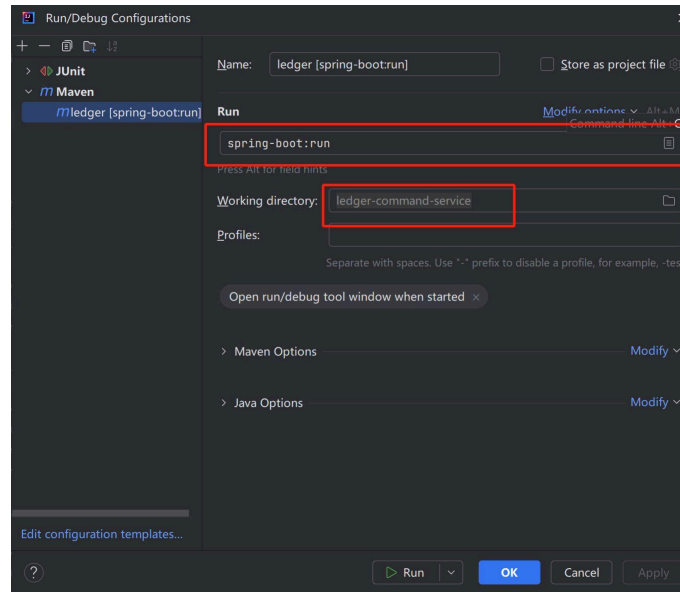 Run/Debug Configurations
JUnit
Maven
ledger [spring-boot:run]
Name: ledger [spring-boot:run] Store as project file
Run Modify options Alt+M
Command line Alt+C
spring-boot:run
Press Alt for field hints
Working directory: ledger-command-service
Profiles:
Separate with spaces. Use "-" prefix to disable a profile, for example, -tes
Open run/debug tool window when started ×
Maven Options Modify
Java Options Modify
Edit configuration templates...
? Run OK Cancel Apply